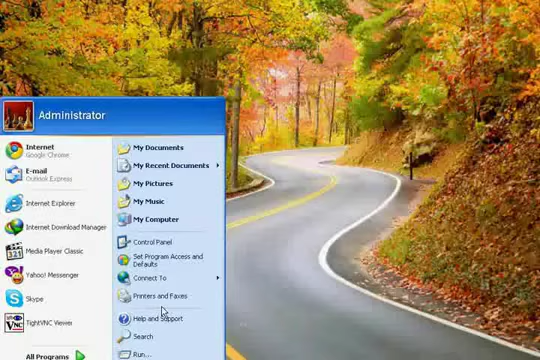 Administrator
Internet
Google Chrome
E-mail
Outlook Express
Internet Explorer
Internet Download Manager
Media Player Classic
Yahoo! Messenger
Skype
TightVNC Viewer
All Programs
My Documents
My Recent Documents
My Pictures
My Music
My Computer
Control Panel
Set Program Access and
Defaults
Connect To
Printers and Faxes
Help and Support
Search
Run...